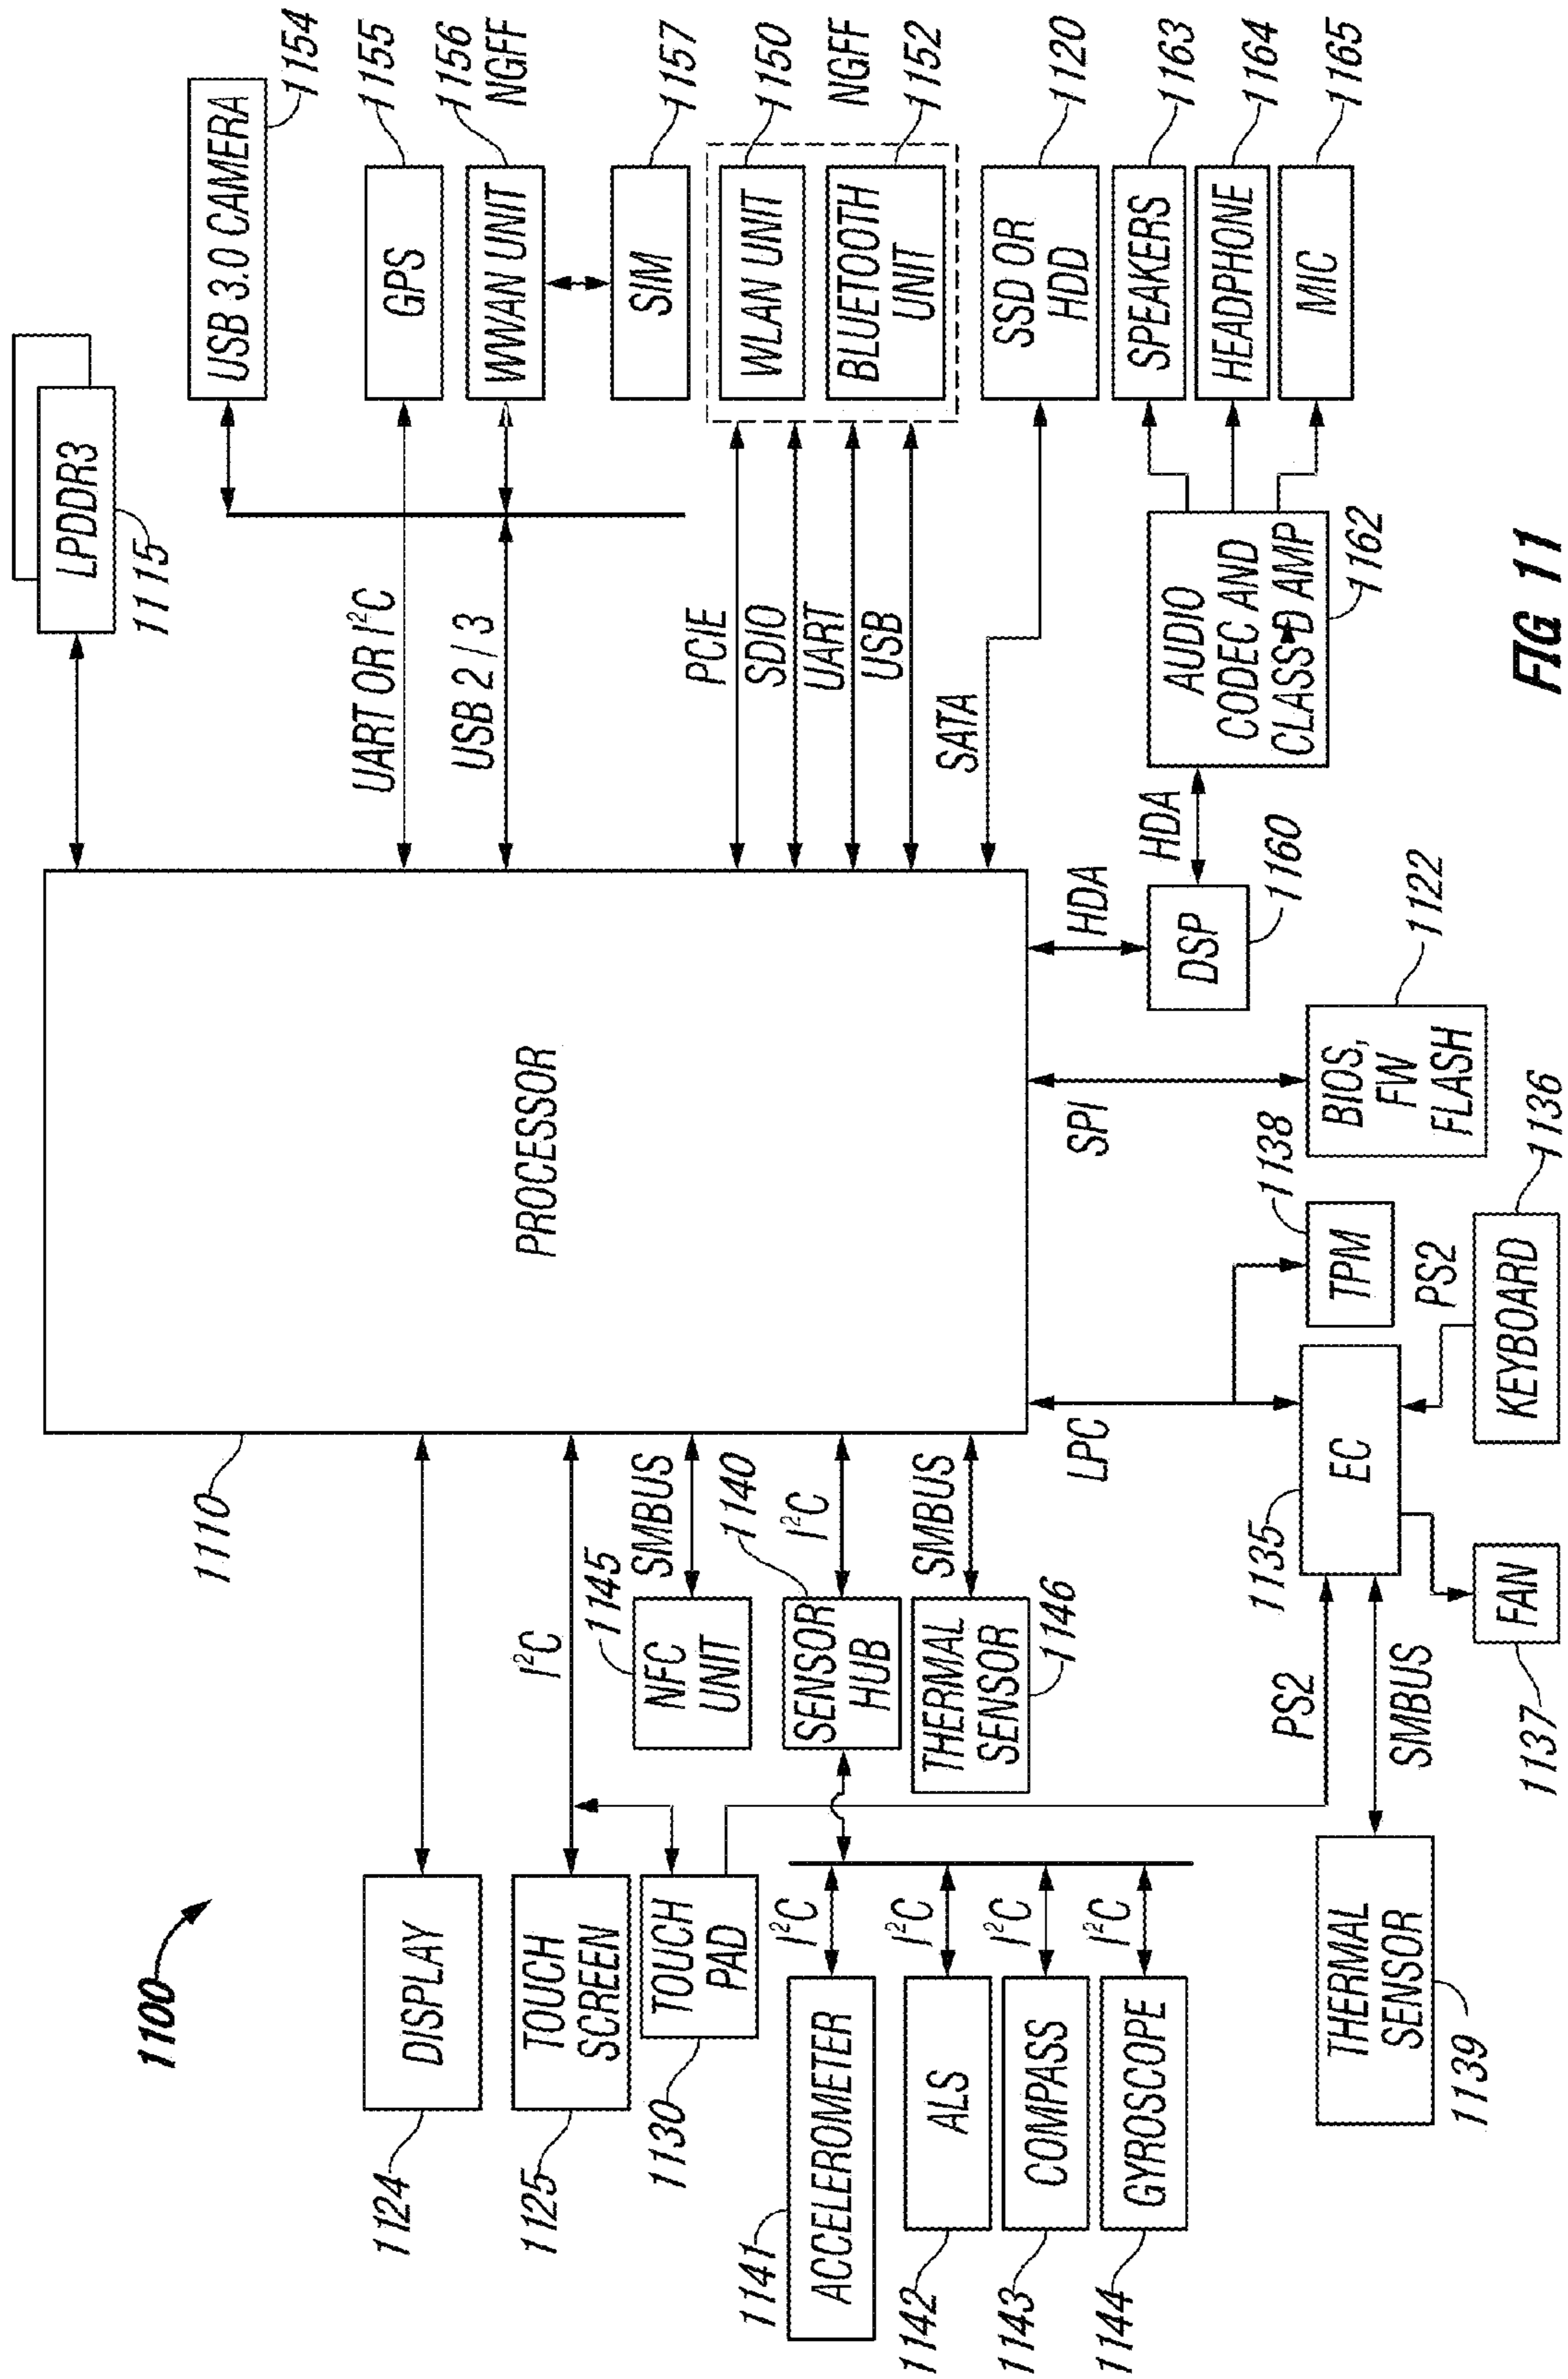 1100
LPDDR3
1115
USB 3.0 CAMERA
1154
1110
PROCESSOR
DISPLAY
1124
UART OR I²C
GPS
1155
I²C
TOUCH
SCREEN
1125
USB 2 / 3
WWAN UNIT
1156
NGFF
TOUCH
PAD
1130
1145
NFC
UNIT
SMBUS
SIM
1157
1141
ACCELEROMETER
I²C
SENSOR
HUB
1140
I²C
PCIE
SDIO
UART
USB
WLAN UNIT
1150
NGFF
BLUETOOTH
UNIT
1152
1142
ALS
I²C
THERMAL
SENSOR
1146
SMBUS
SATA
SSD OR
HDD
1120
1143
COMPASS
I²C
1144
GYROSCOPE
I²C
LPC
SPI
HDA
DSP
1160
HDA
AUDIO
CODEC AND
CLASS D AMP
1162
SPEAKERS
1163
HEADPHONE
1164
MIC
1165
PS2
1135
EC
TPM
1138
BIOS,
FW
FLASH
1122
THERMAL
SENSOR
1139
SMBUS
PS2
FAN
1137
KEYBOARD
1136
FIG 11